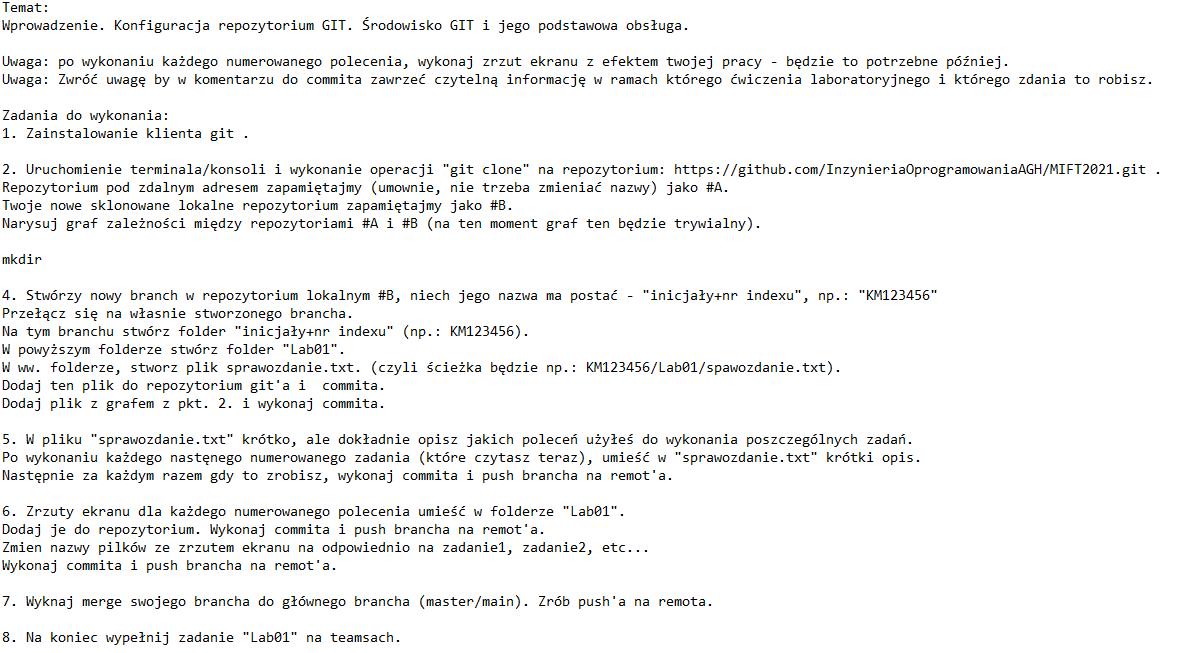 Temat:
Wprowadzenie. Konfiguracja repozytorium GIT. Środowisko GIT i jego podstawowa obsługa.
Uwaga: po wykonaniu każdego numerowanego polecenia, wykonaj zrzut ekranu z efektem twojej pracy - będzie to potrzebne później.
Uwaga: Zwróć uwagę by w komentarzu do commita zawrzeć czytelną informację w ramach którego ćwiczenia laboratoryjnego i którego zdania to robisz.
Zadania do wykonania:
1. Zainstalowanie klienta git .
2. Uruchomienie terminala/konsoli i wykonanie operacji "git clone" na repozytorium: https://github.com/InzynieriaOprogramowaniaAGH/MIFT2021.git .
Repozytorium pod zdalnym adresem zapamiętajmy (umownie, nie trzeba zmieniać nazwy) jako #A.
Twoje nowe sklonowane lokalne repozytorium zapamiętajmy jako #B.
Narysuj graf zależności między repozytoriami #A i #B (na ten moment graf ten będzie trywialny).
mkdir
4. Stwórzy nowy branch w repozytorium lokalnym #B, niech jego nazwa ma postać - "inicjały+nr indexu", np.: "KM123456"
Przełącz się na własnie stworzonego brancha.
Na tym branchu stwórz folder "inicjały+nr indexu" (np.: KM123456).
W powyższym folderze stwórz folder "Lab01".
W ww. folderze, stworz plik sprawozdanie.txt. (czyli ścieżka będzie np.: KM123456/Lab01/spawozdanie.txt).
Dodaj ten plik do repozytorium git'a i  commita.
Dodaj plik z grafem z pkt. 2. i wykonaj commita.
5. W pliku "sprawozdanie.txt" krótko, ale dokładnie opisz jakich poleceń użyłeś do wykonania poszczególnych zadań.
Po wykonaniu każdego nastęnego numerowanego zadania (które czytasz teraz), umieść w "sprawozdanie.txt" krótki opis.
Następnie za każdym razem gdy to zrobisz, wykonaj commita i push brancha na remot'a.
6. Zrzuty ekranu dla każdego numerowanego polecenia umieść w folderze "Lab01".
Dodaj je do repozytorium. Wykonaj commita i push brancha na remot'a.
Zmien nazwy pilków ze zrzutem ekranu na odpowiednio na zadanie1, zadanie2, etc...
Wykonaj commita i push brancha na remot'a.
7. Wyknaj merge swojego brancha do głównego brancha (master/main). Zrób push'a na remota.
8. Na koniec wypełnij zadanie "Lab01" na teamsach.